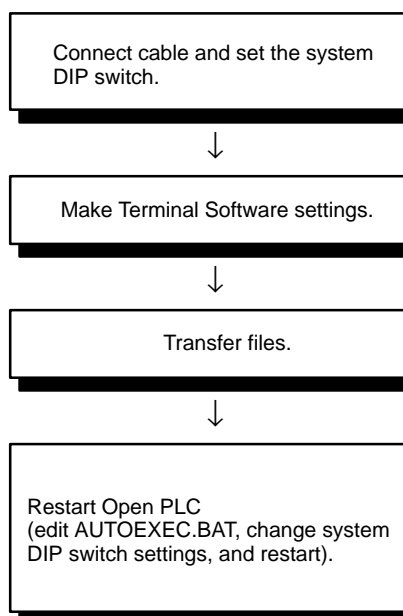 Connect cable and set the system
DIP switch.
↓
Make Terminal Software settings.
↓
Transfer files.
↓
Restart Open PLC
(edit AUTOEXEC.BAT, change system
DIP switch settings, and restart).